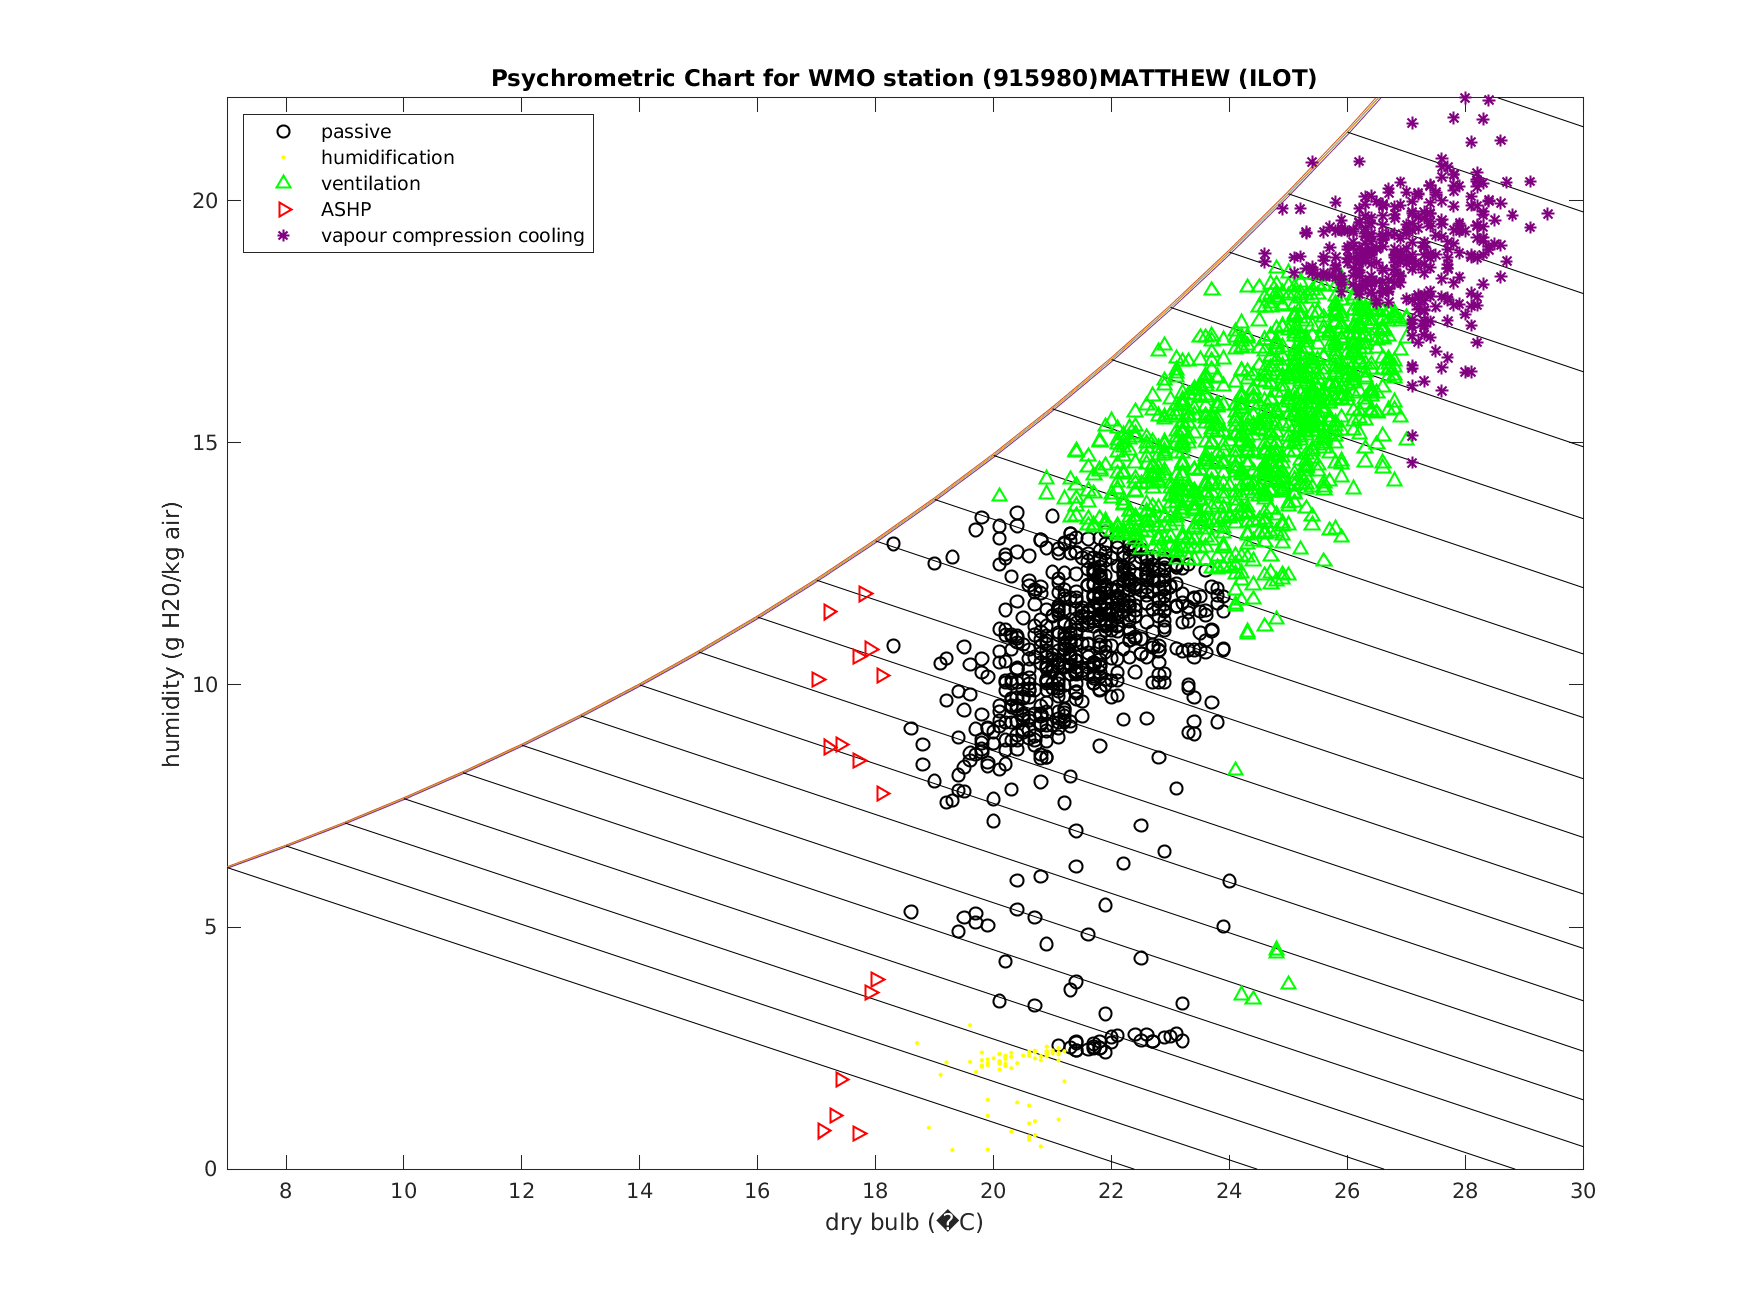 Psychrometric Chart for WMO station (915980)MATTHEW (ILOT)
passive
humidification
ventilation
ASHP
vapour compression cooling
humidity (g H20/kg air)
20
15
10
5
0
8 10 12 14 16 18 20 22 24 26 28 30
dry bulb (�C)